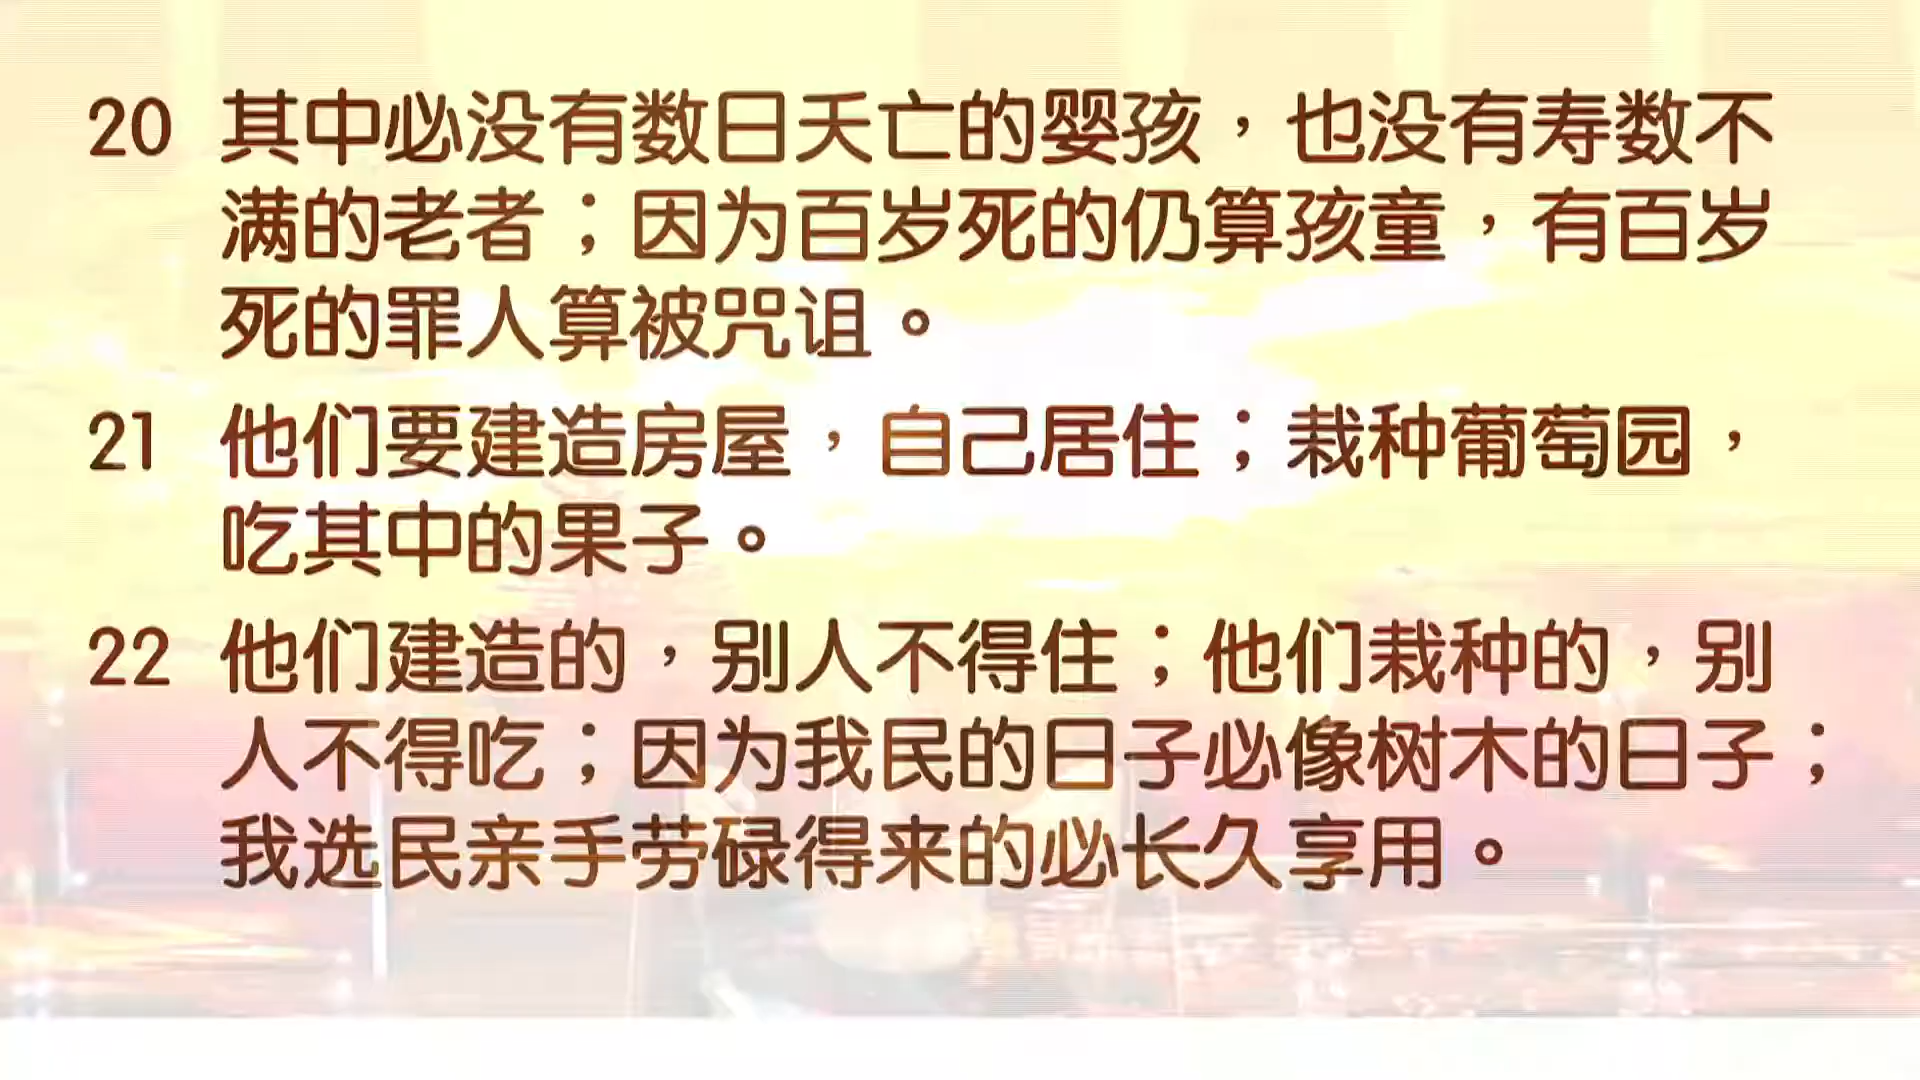 20 其中必没有数日夭亡的婴孩，也没有寿数不
满的老者；因为百岁死的仍算孩童，有百岁
死的罪人算被咒诅。
21 他们要建造房屋，自己居住；栽种葡萄园，
吃其中的果子。
22 他们建造的，别人不得住；他们栽种的，别
人不得吃；因为我民的日子必像树木的日子；
我选民亲手劳碌得来的必长久享用。